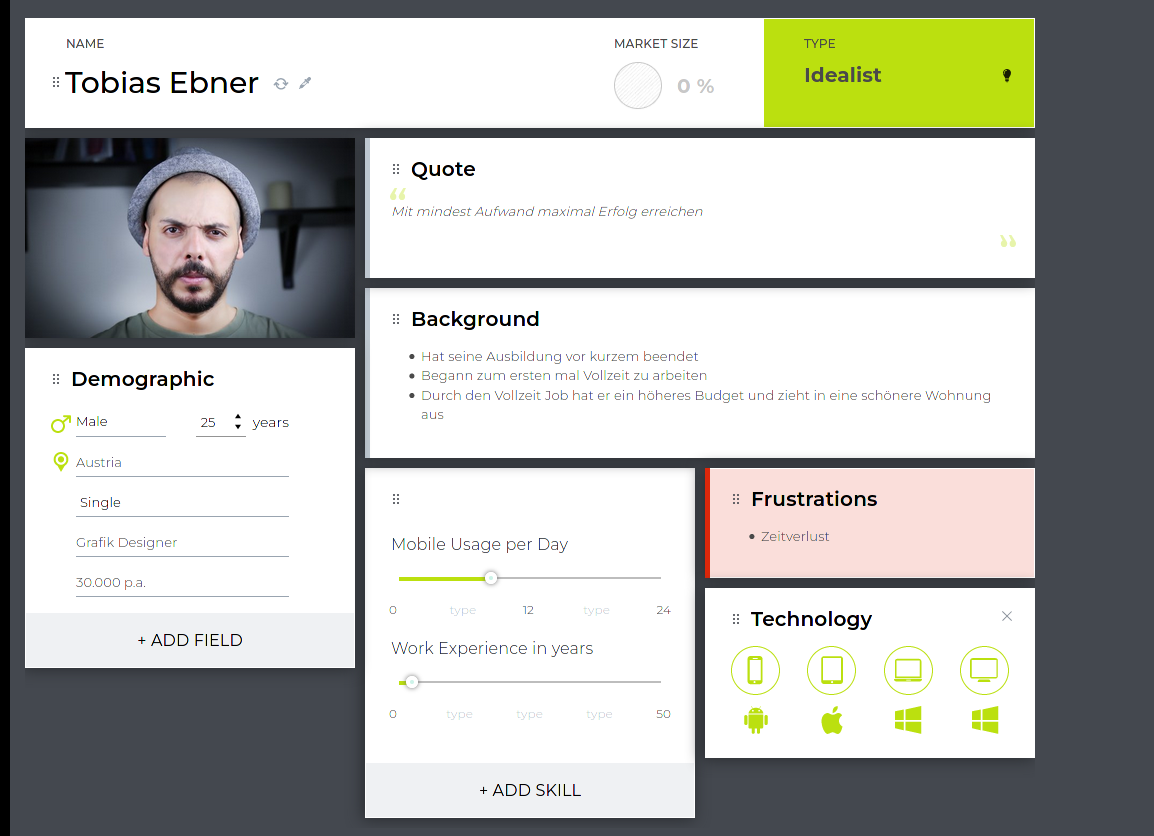 NAME
Tobias Ebner
MARKET SIZE
0 %
TYPE
Idealist
Quote
“
Mit mindest Aufwand maximal Erfolg erreichen
”
Background
Hat seine Ausbildung vor kurzem beendet
Begann zum ersten mal Vollzeit zu arbeiten
Durch den Vollzeit Job hat er ein höheres Budget und zieht in eine schönere Wohnung
aus
Demographic
Male 25 years
Austria
Single
Grafik Designer
30.000 p.a.
+ ADD FIELD
Mobile Usage per Day
0 type 12 type 24
Work Experience in years
0 type type type 50
+ ADD SKILL
Frustrations
Zeitverlust
Technology